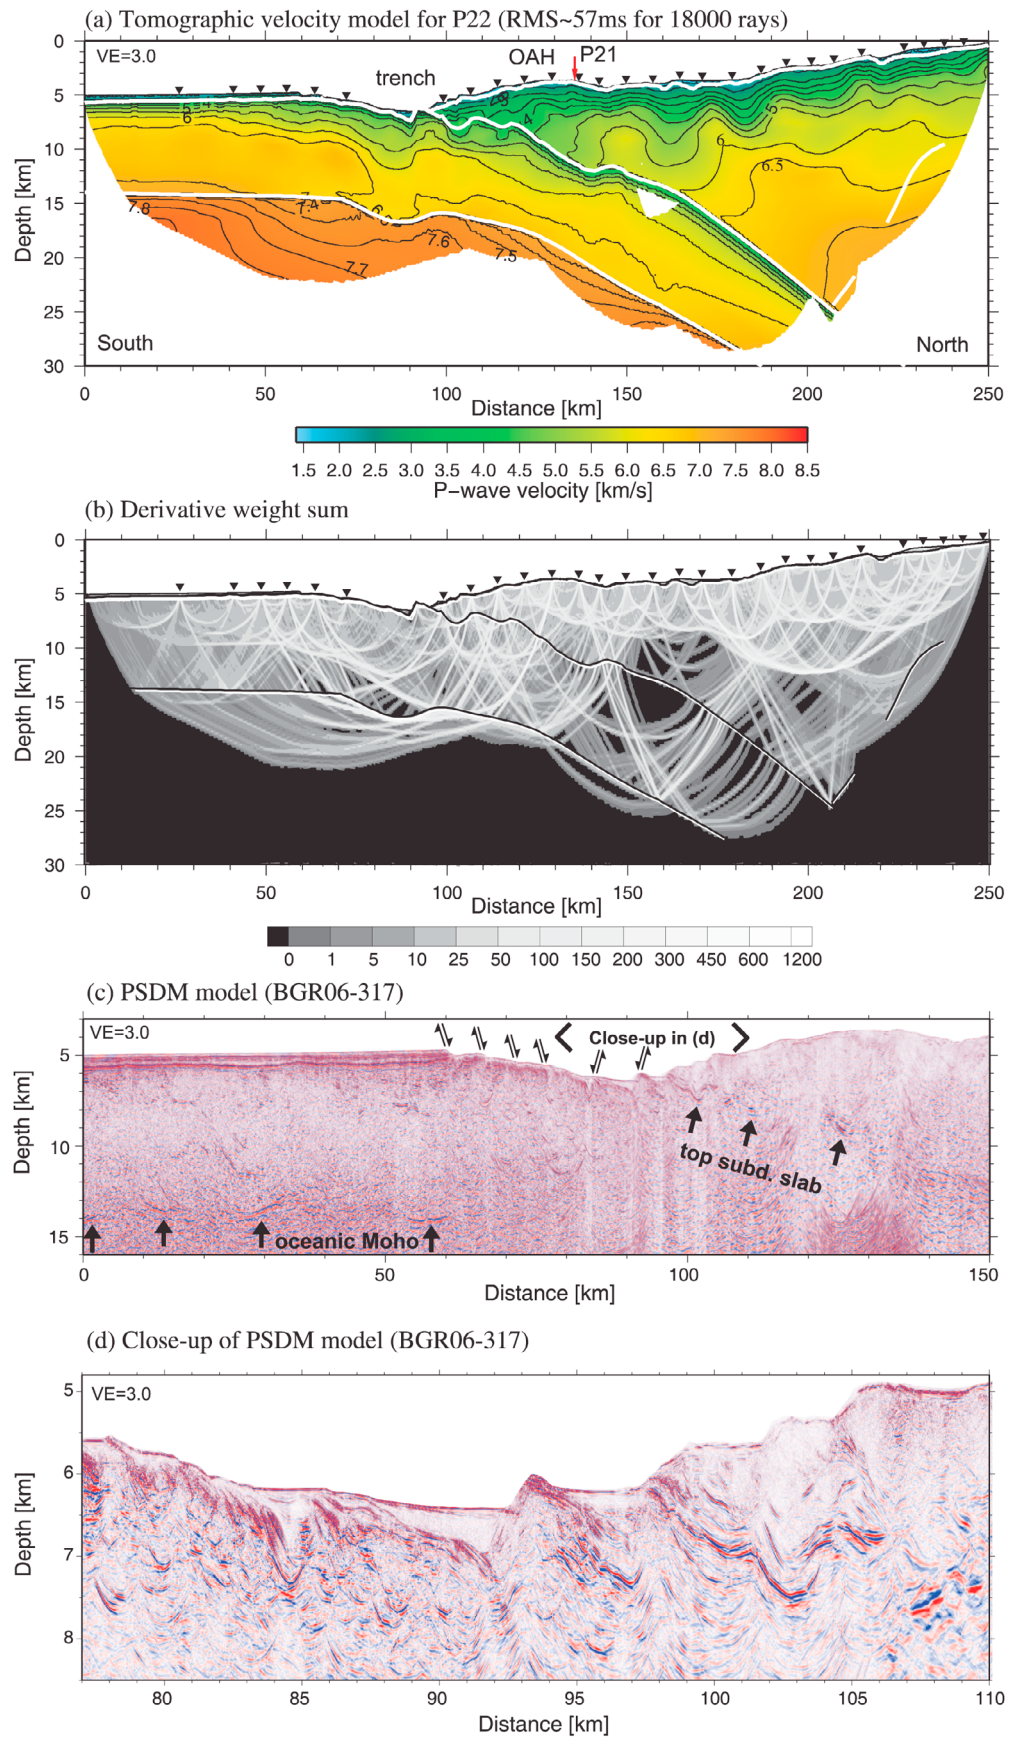 (a) Tomographic velocity model for P22 (RMS~57ms for 18000 rays)
VE=3.0
OAH
P21
trench
2.9
4
5
6
6
6.5
7.4
7.8
7.6
7.5
7.7
South
North
0
5
10
15
20
25
30
Depth [km]
0 50 100 150 200 250
Distance [km]
1.5 2.0 2.5 3.0 3.5 4.0 4.5 5.0 5.5 6.0 6.5 7.0 7.5 8.0 8.5
P-wave velocity [km/s]
(b) Derivative weight sum
0
5
10
15
20
25
30
Depth [km]
0 50 100 150 200 250
Distance [km]
0 1 5 10 25 50 100 150 200 300 450 600 1200
(c) PSDM model (BGR06-317)
VE=3.0
Close-up in (d)
top subd. slab
oceanic Moho
5
10
15
Depth [km]
0 50 100 150
Distance [km]
(d) Close-up of PSDM model (BGR06-317)
VE=3.0
5
6
7
8
Depth [km]
80 85 90 95 100 105 110
Distance [km]